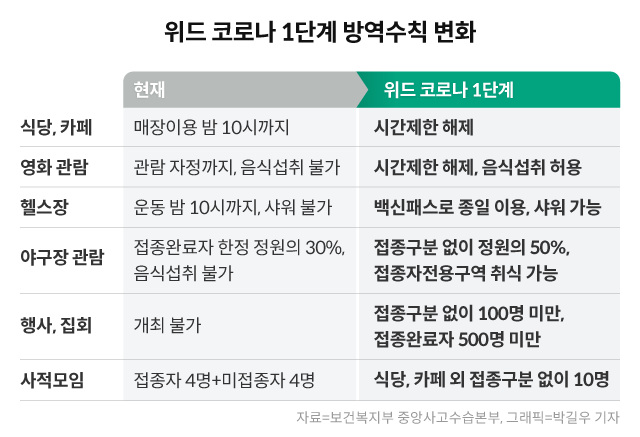 위드 코로나 1단계 방역수칙 변화
현재
위드 코로나 1단계
식당, 카페
매장이용 밤 10시까지
시간제한 해제
영화 관람
관람 자정까지, 음식섭취 불가
시간제한 해제, 음식섭취 허용
헬스장
운동 밤 10시까지, 샤워 불가
백신패스로 종일 이용, 샤워 가능
야구장 관람
접종완료자 한정 정원의 30%,
음식섭취 불가
접종구분 없이 정원의 50%,
접종자전용구역 취식 가능
행사, 집회
개최 불가
접종구분 없이 100명 미만,
접종완료자 500명 미만
사적모임
접종자 4명+미접종자 4명
식당, 카페 외 접종구분 없이 10명
자료=보건복지부 중앙사고수습본부, 그래픽=박길우 기자